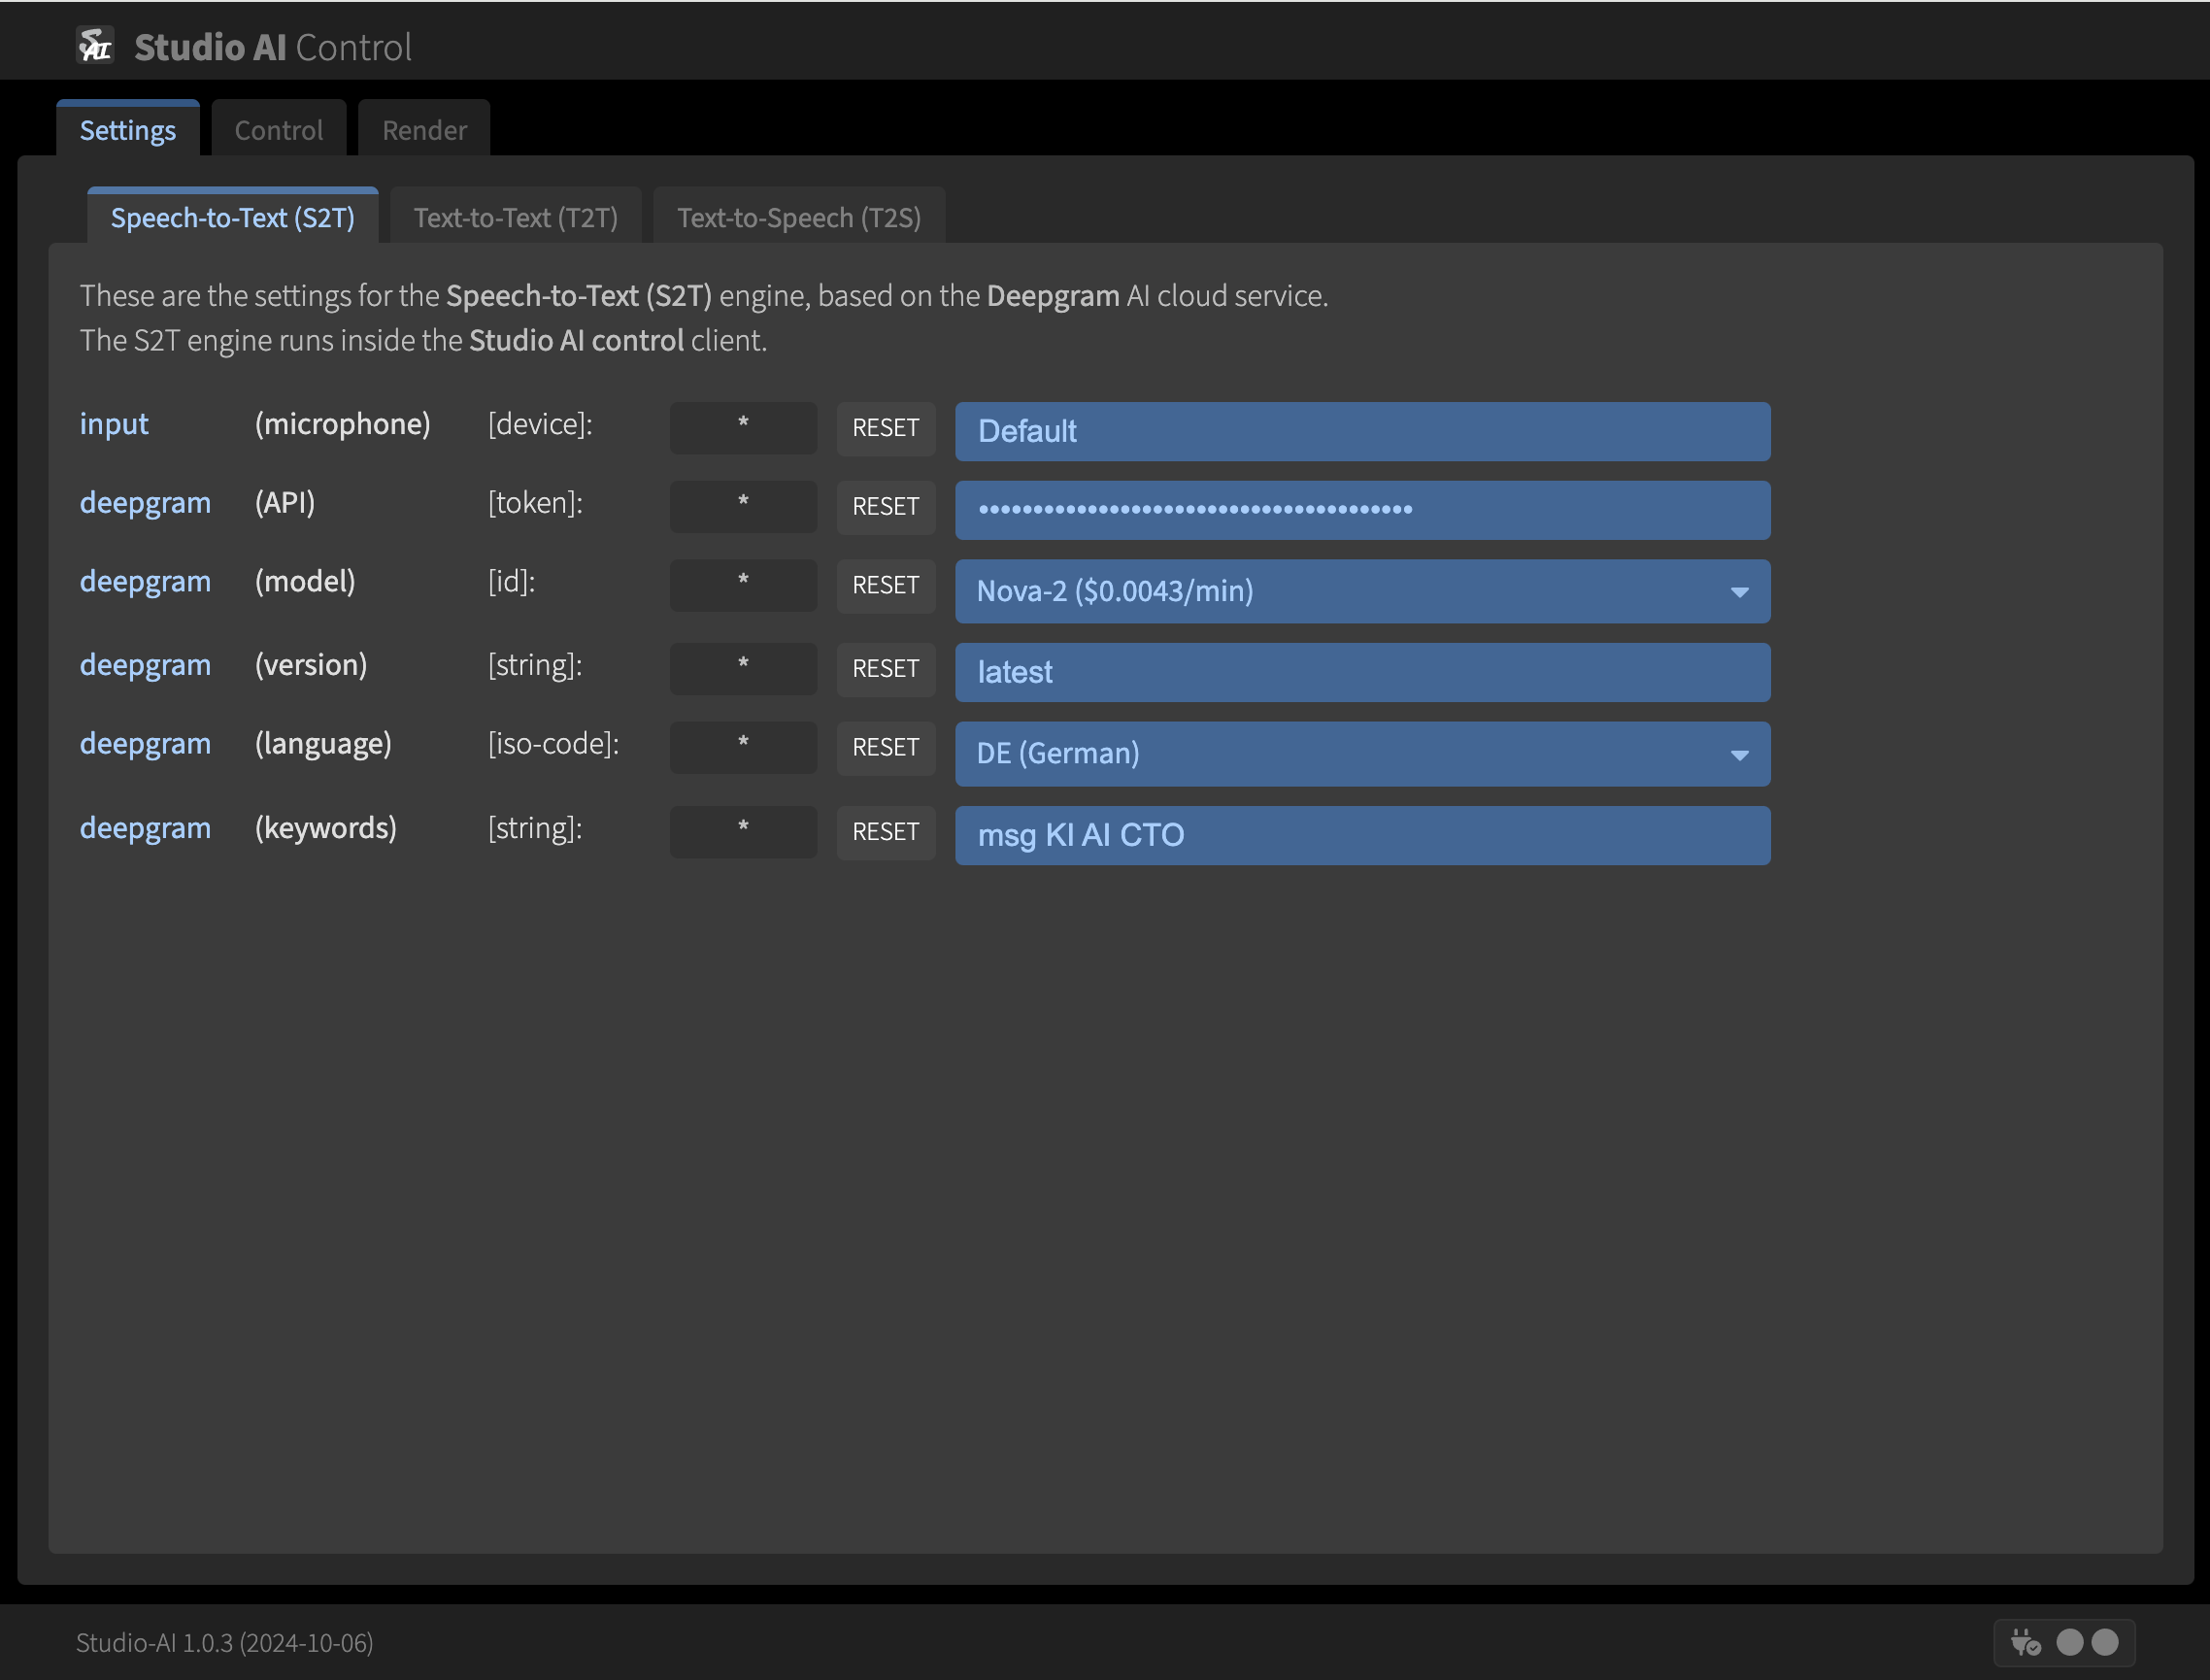 AI
Studio AI Control
Settings Control Render
Speech-to-Text (S2T) Text-to-Text (T2T) Text-to-Speech (T2S)
These are the settings for the Speech-to-Text (S2T) engine, based on the Deepgram AI cloud service.
The S2T engine runs inside the Studio AI control client.
input (microphone) [device]: * RESET Default
deepgram (API) [token]: * RESET ••••••••••••••••••••••••••••••••••••••••
deepgram (model) [id]: * RESET Nova-2 ($0.0043/min)
deepgram (version) [string]: * RESET latest
deepgram (language) [iso-code]: * RESET DE (German)
deepgram (keywords) [string]: * RESET msg KI AI CTO
Studio-AI 1.0.3 (2024-10-06)